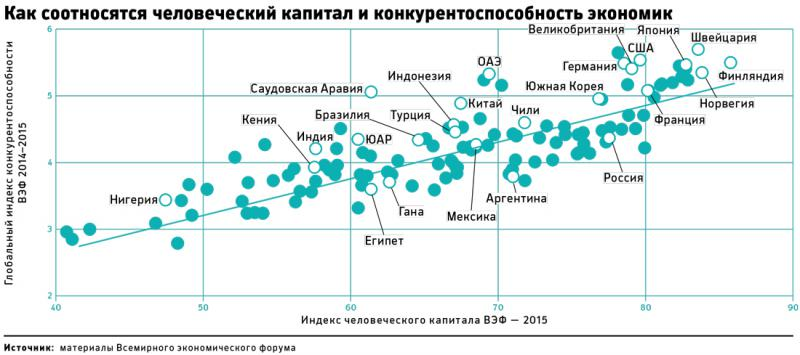 Как соотносятся человеческий капитал и конкурентоспособность экономик
Глобальный индекс конкурентоспособности
ВЭФ 2014–2015
6
5
4
3
2
Великобритания
Япония
Швейцария
США
ОАЭ
Германия
Финляндия
Индонезия
Саудовская Аравия
Южная Корея
Норвегия
Китай
Бразилия
Турция
Чили
Франция
Кения
Индия
ЮАР
Россия
Нигерия
Аргентина
Гана
Мексика
Египет
40
50
60
70
80
90
Индекс человеческого капитала ВЭФ — 2015
Источник: материалы Всемирного экономического форума